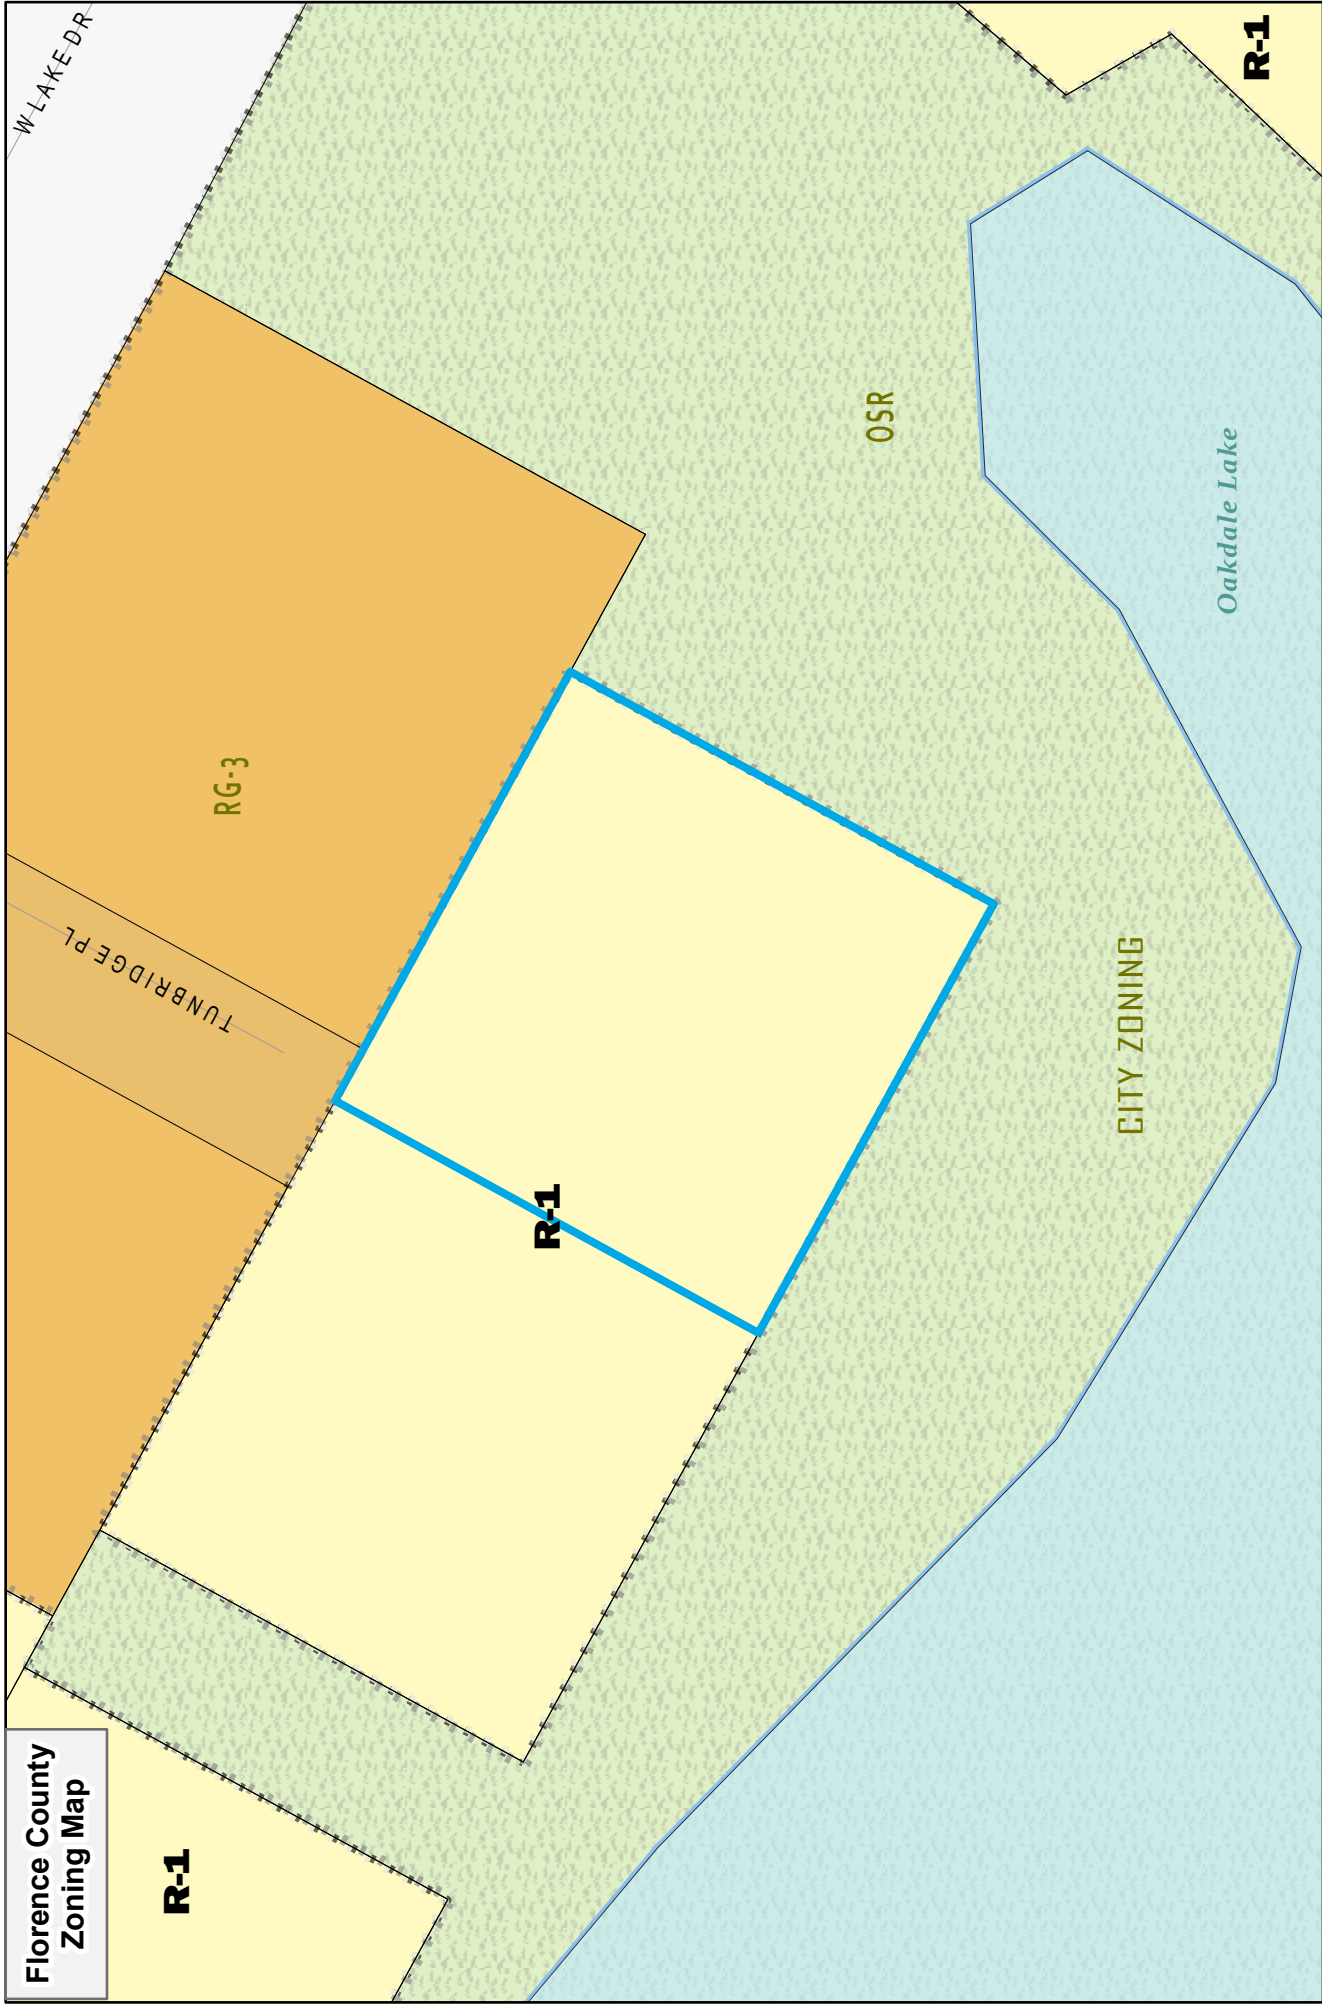 Florence County
Zoning Map
W LAKE DR
RG-3
TUNBRIDGE PL
R-1
R-1
R-1
OSR
CITY ZONING
Oakdale Lake